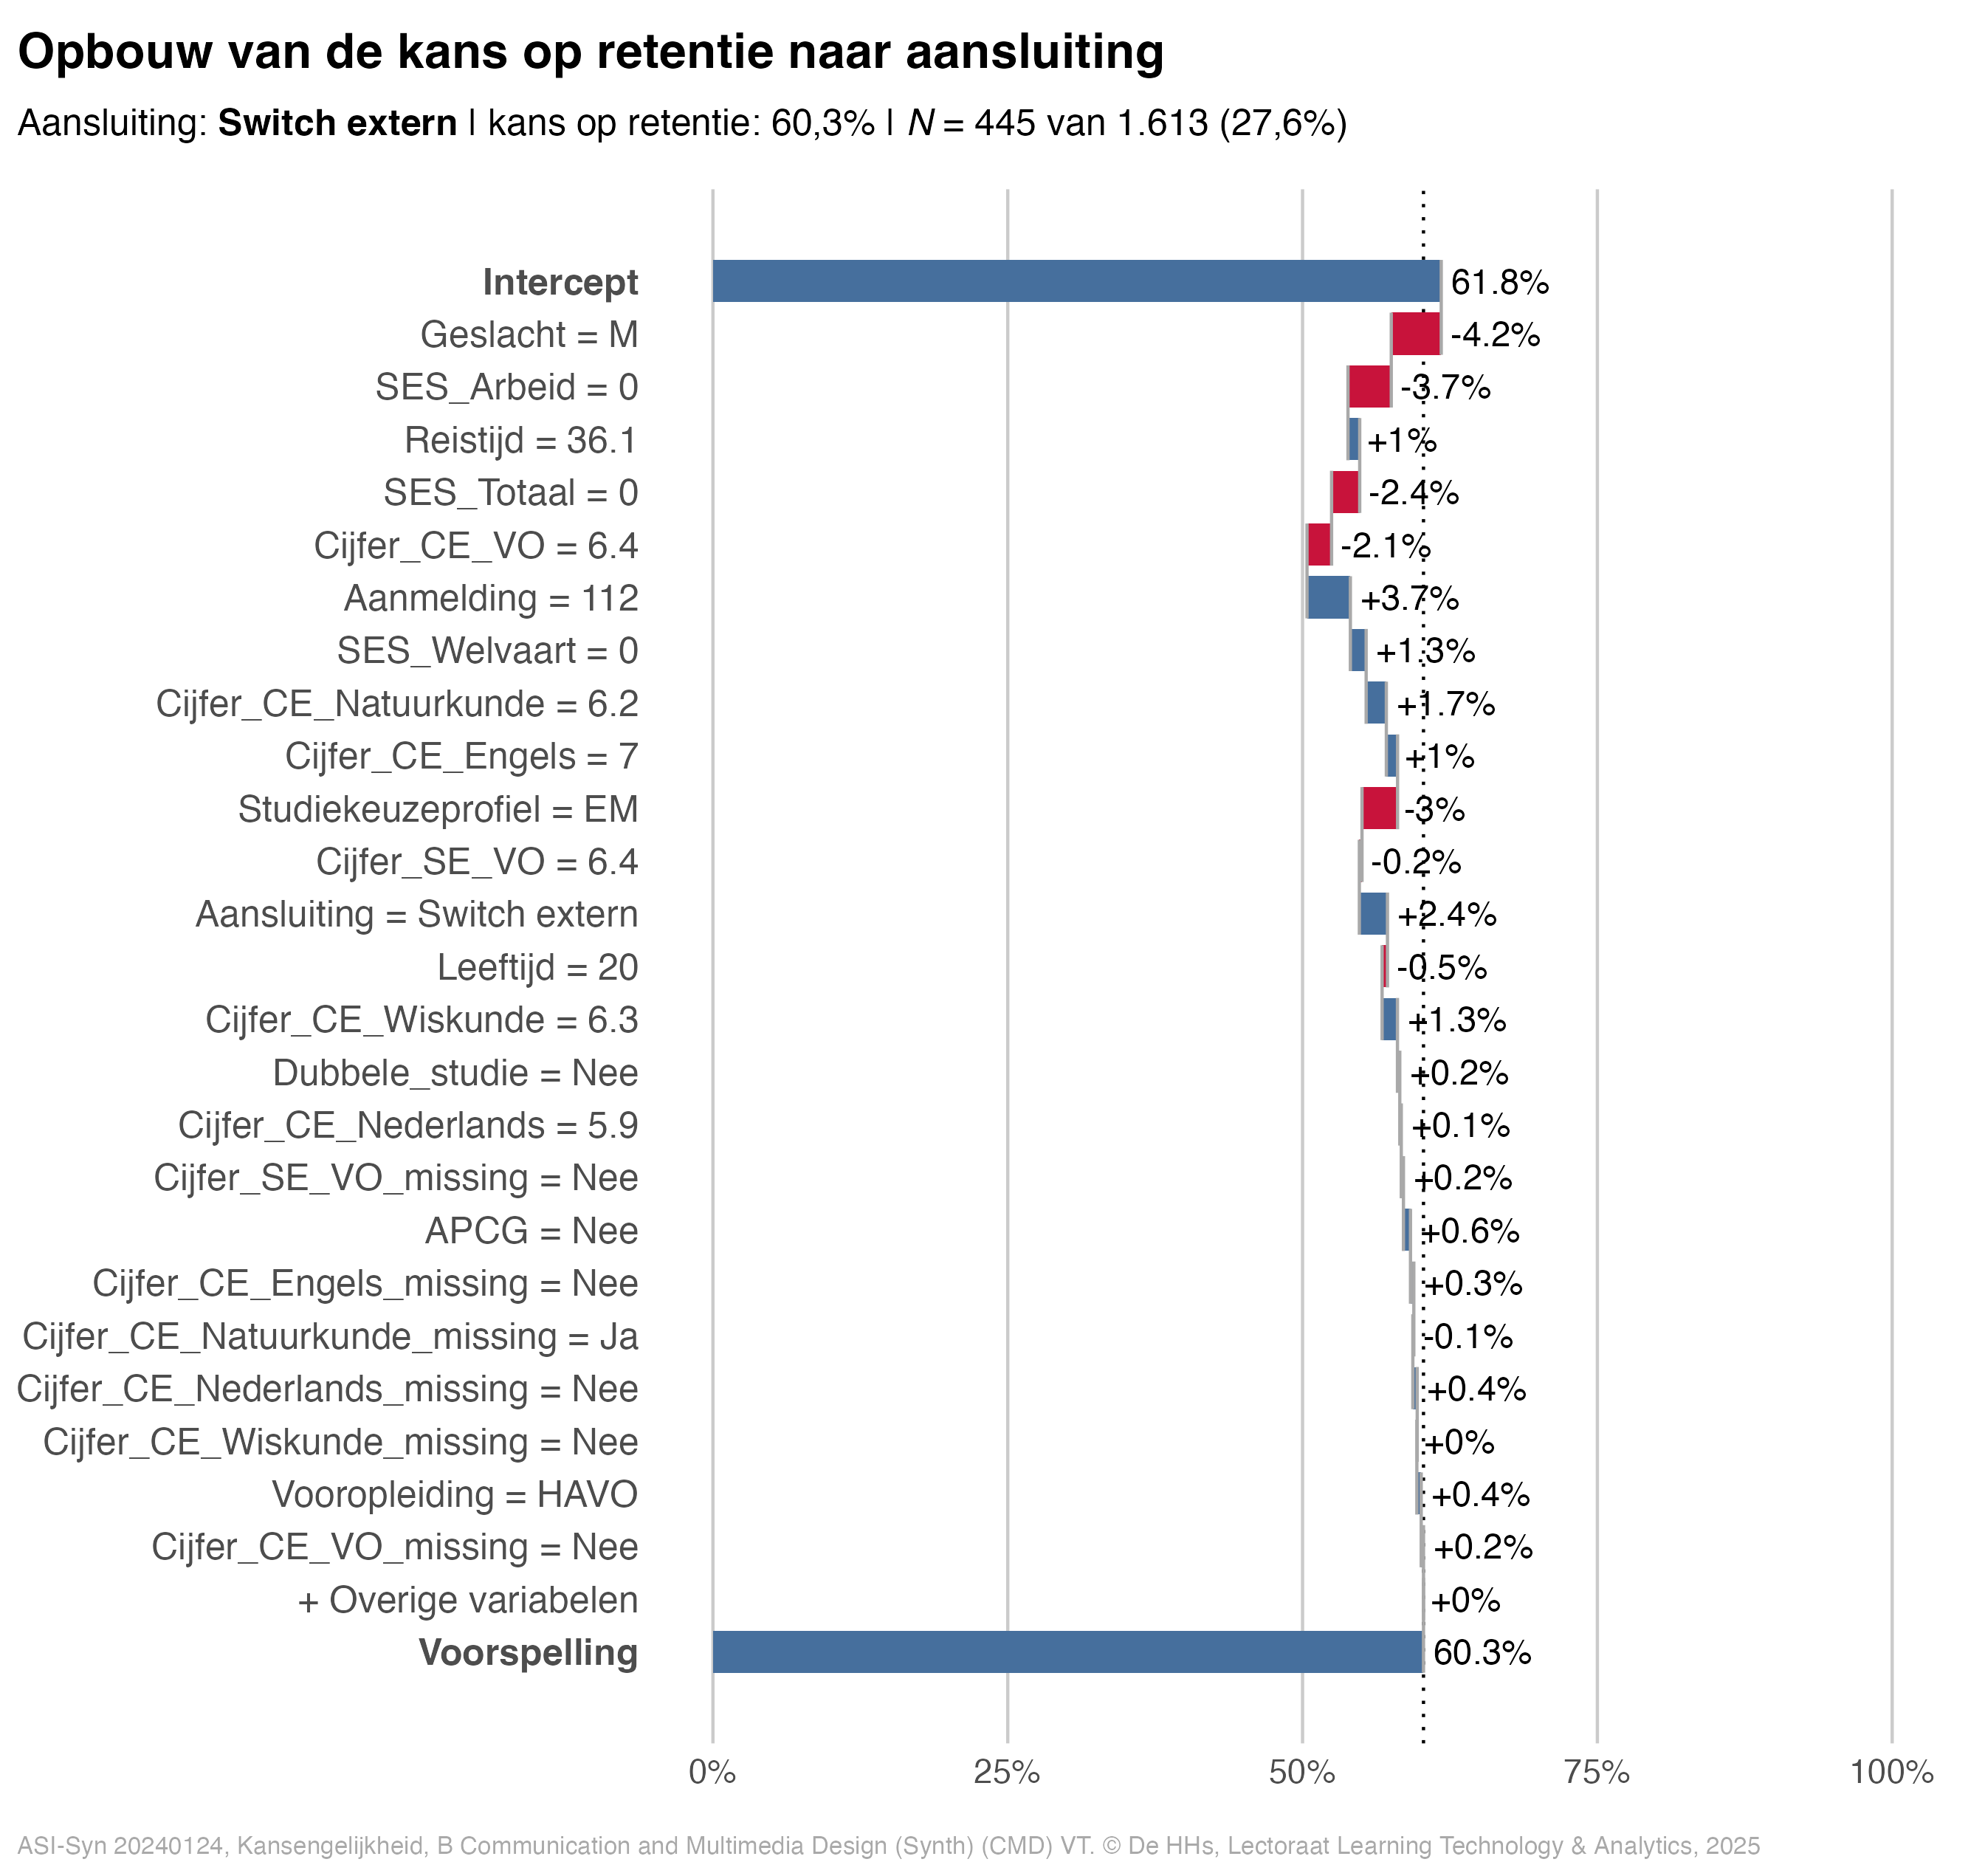 Opbouw van de kans op retentie naar aansluiting
Aansluiting: Switch extern | kans op retentie: 60,3% | N = 445 van 1.613 (27,6%)
Intercept 61.8%
Geslacht = M -4.2%
SES_Arbeid = 0 -3.7%
Reistijd = 36.1 +1%
SES_Totaal = 0 -2.4%
Cijfer_CE_VO = 6.4 -2.1%
Aanmelding = 112 +3.7%
SES_Welvaart = 0 +1.3%
Cijfer_CE_Natuurkunde = 6.2 +1.7%
Cijfer_CE_Engels = 7 +1%
Studiekeuzeprofiel = EM -3%
Cijfer_SE_VO = 6.4 -0.2%
Aansluiting = Switch extern +2.4%
Leeftijd = 20 -0.5%
Cijfer_CE_Wiskunde = 6.3 +1.3%
Dubbele_studie = Nee +0.2%
Cijfer_CE_Nederlands = 5.9 +0.1%
Cijfer_SE_VO_missing = Nee +0.2%
APCG = Nee +0.6%
Cijfer_CE_Engels_missing = Nee +0.3%
Cijfer_CE_Natuurkunde_missing = Ja -0.1%
Cijfer_CE_Nederlands_missing = Nee +0.4%
Cijfer_CE_Wiskunde_missing = Nee +0%
Vooropleiding = HAVO +0.4%
Cijfer_CE_VO_missing = Nee +0.2%
+ Overige variabelen +0%
Voorspelling 60.3%
0% 25% 50% 75% 100%
ASI-Syn 20240124, Kansengelijkheid, B Communication and Multimedia Design (Synth) (CMD) VT. © De HHs, Lectoraat Learning Technology & Analytics, 2025